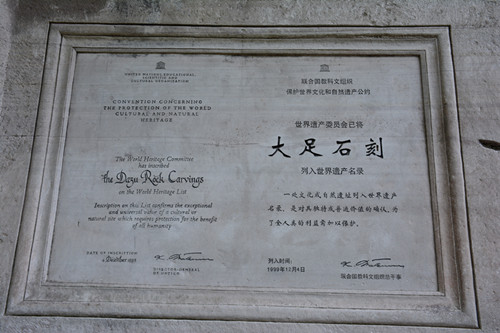 UNITED NATIONS EDUCATIONAL,
SCIENTIFIC AND
CULTURAL ORGANIZATION
CONVENTION CONCERNING
THE PROTECTION OF THE WORLD
CULTURAL AND NATURAL
HERITAGE
The World Heritage Committee
has inscribed
the Dazu Rock Carvings
on the World Heritage List
Inscription on this List confirms the exceptional
and universal value of a cultural or
natural site which requires protection for the benefit
of all humanity
DATE OF INSCRIPTION
4 December 1999
DIRECTOR-GENERAL
OF UNESCO
联合国教科文组织
保护世界文化和自然遗产公约
世界遗产委员会已将
大足石刻
列入世界遗产名录
一处文化或自然遗址列入世界遗产
名录，是对其独特或普遍价值的确认，为
了全人类的利益需加以保护。
列入时间：
1999年12月4日
联合国教科文组织总干事